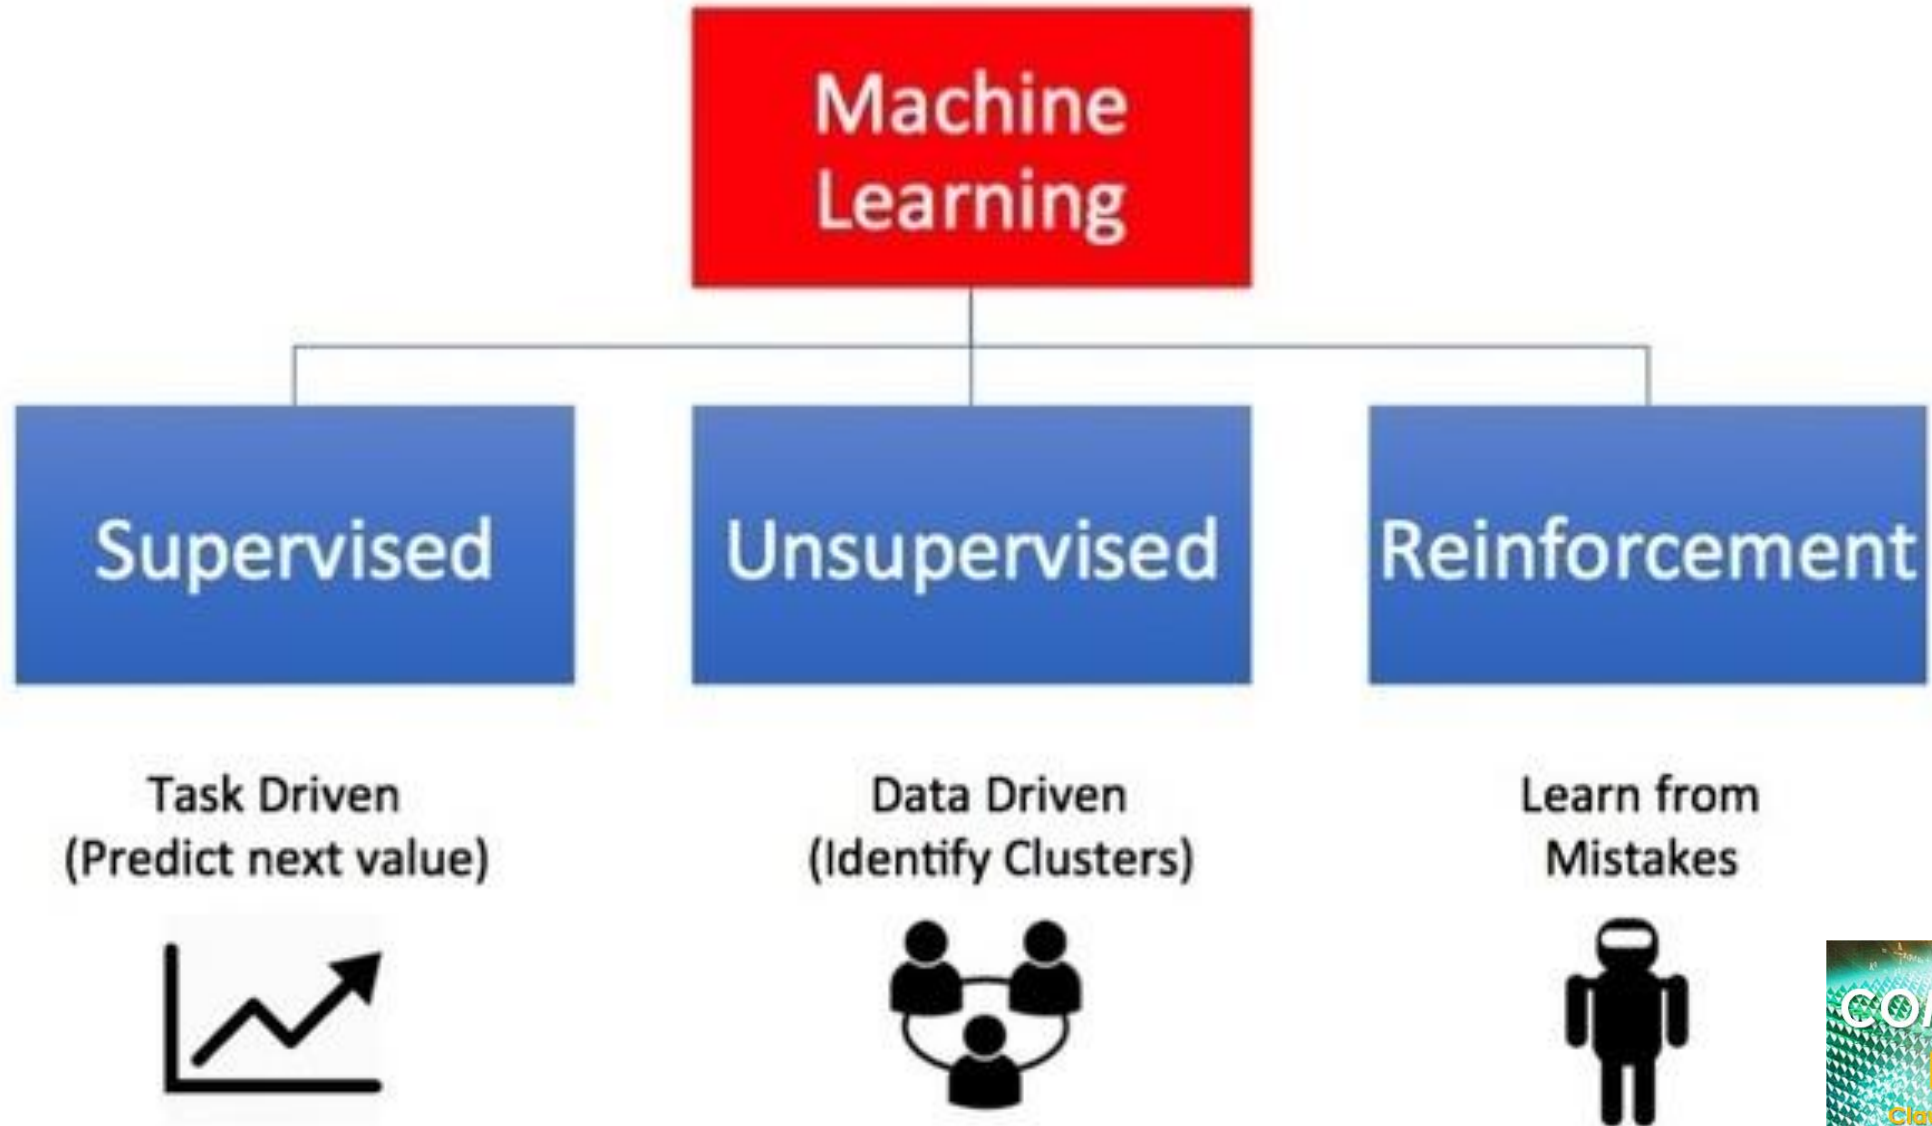 Machine
Learning
Supervised
Unsupervised
Reinforcement
Task Driven
(Predict next value)
Data Driven
(Identify Clusters)
Learn from
Mistakes